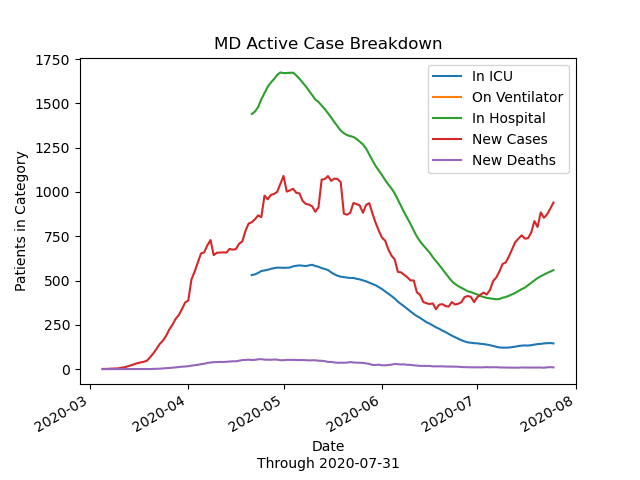 MD Active Case Breakdown
Patients in Category
1750
1500
1250
1000
750
500
250
0
In ICU
On Ventilator
In Hospital
New Cases
New Deaths
2020-03
2020-04
2020-05
2020-06
2020-07
2020-08
Date
Through 2020-07-31